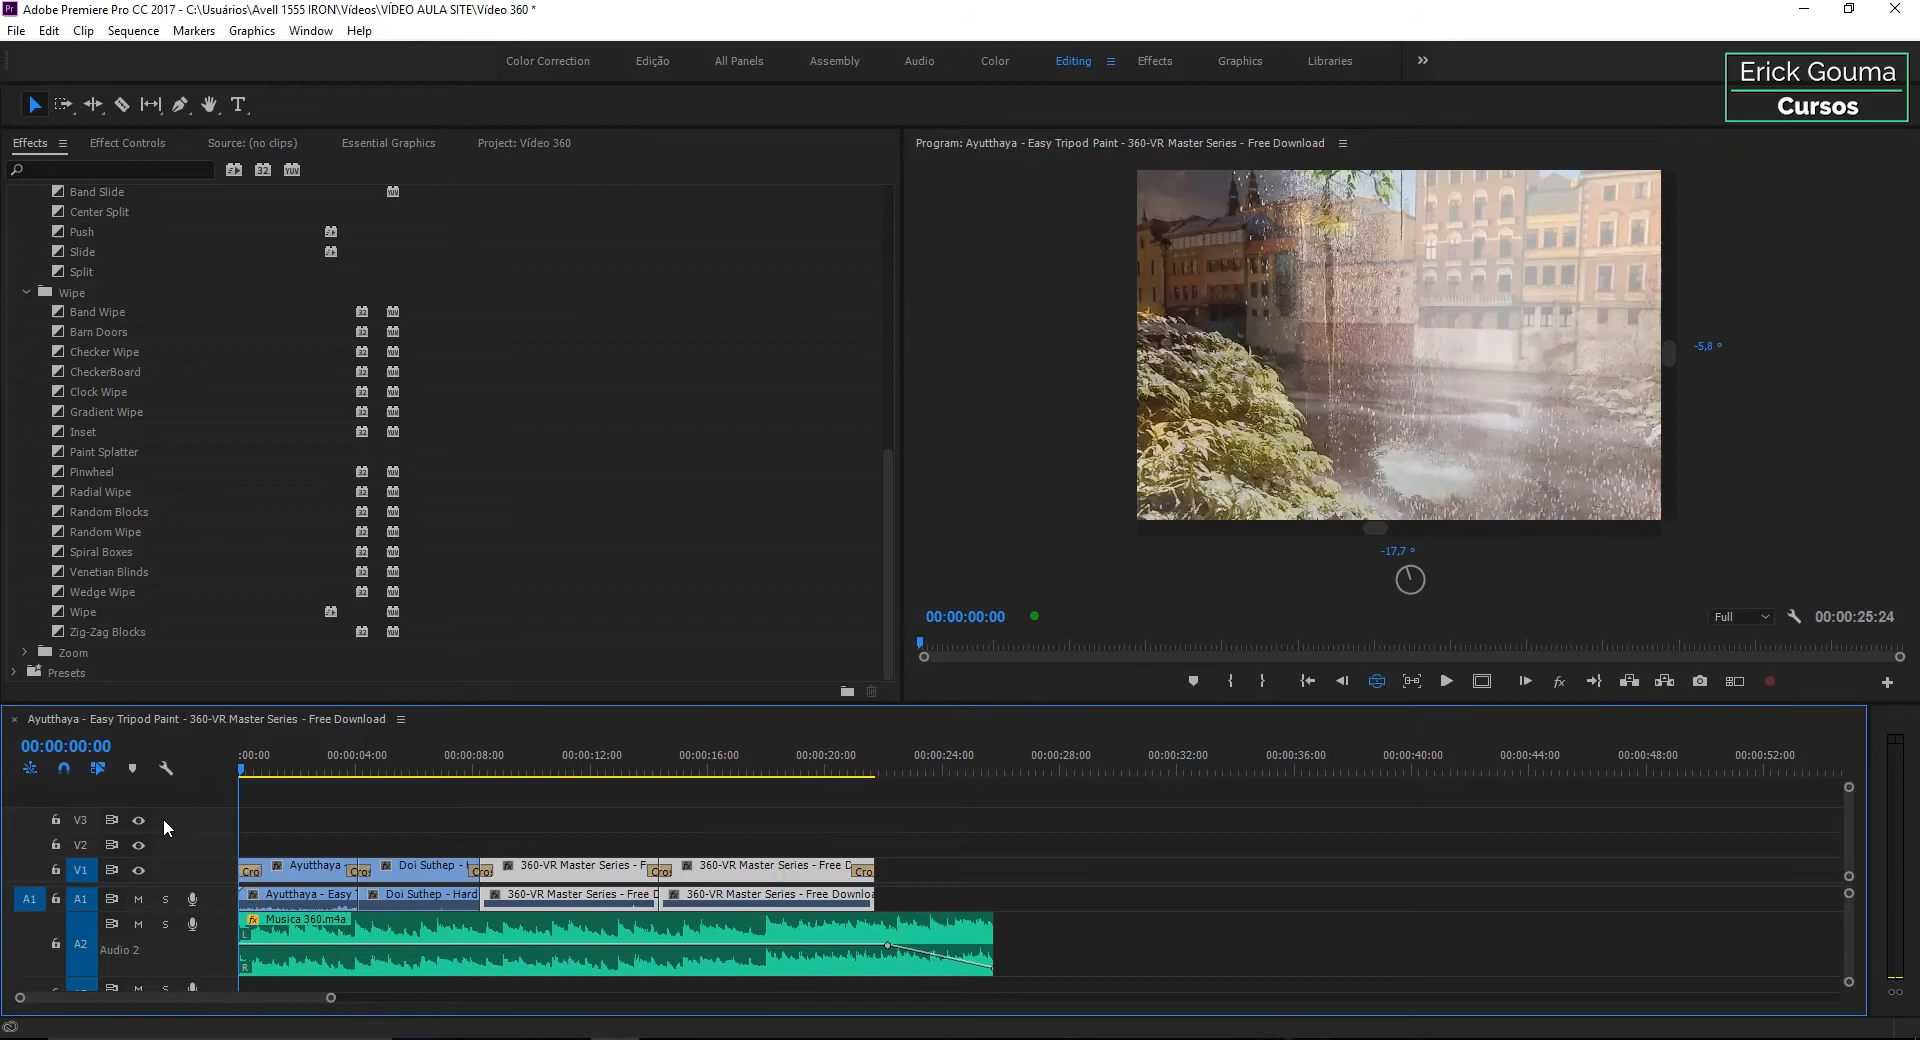 Adobe Premiere Pro CC 2017 - C:\Usuários\Avell 1555 IRON\Vídeos\VÍDEO AULA SITE\Vídeo 360 *
File Edit Clip Sequence Markers Graphics Window Help
Color Correction Edição All Panels Assembly Audio Color Editing Effects Graphics Libraries
Erick Gouma
Cursos
Effects Effect Controls Source: (no clips) Essential Graphics Project: Vídeo 360
Program: Ayutthaya - Easy Tripod Paint - 360-VR Master Series - Free Download
Band Slide
Center Split
Push
Slide
Split
Wipe
Band Wipe
Barn Doors
Checker Wipe
CheckerBoard
Clock Wipe
Gradient Wipe
Inset
Paint Splatter
Pinwheel
Radial Wipe
Random Blocks
Random Wipe
Spiral Boxes
Venetian Blinds
Wedge Wipe
Wipe
Zig-Zag Blocks
Zoom
Presets
-5,8 °
-17,7 °
00:00:00:00 Full 00:00:25:24
Ayutthaya - Easy Tripod Paint - 360-VR Master Series - Free Download
00:00:00:00
:00:00 00:00:04:00 00:00:08:00 00:00:12:00 00:00:16:00 00:00:20:00 00:00:24:00 00:00:28:00 00:00:32:00 00:00:36:00 00:00:40:00 00:00:44:00 00:00:48:00 00:00:52:00
V3
V2
V1 Cro Ayutthaya - Cro Doi Suthep - Cro 360-VR Master Series - F Cro 360-VR Master Series - Free D Cro
A1 A1 M S Ayutthaya - Easy Doi Suthep - Hard 360-VR Master Series - Free D 360-VR Master Series - Free Downloa
M S Musica 360.m4a
L
A2 Audio 2
R